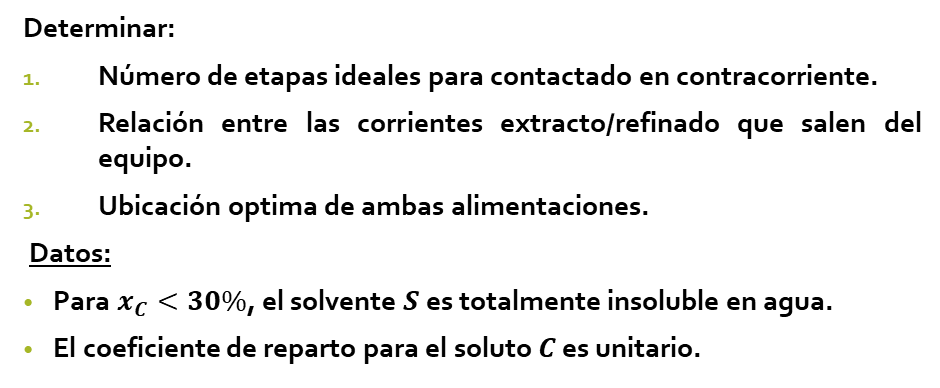 Determinar:
1. Número de etapas ideales para contactado en contracorriente.
2. Relación entre las corrientes extracto/refinado que salen del
equipo.
3. Ubicación optima de ambas alimentaciones.
Datos:
• Para x_C < 30%, el solvente S es totalmente insoluble en agua.
• El coeficiente de reparto para el soluto C es unitario.